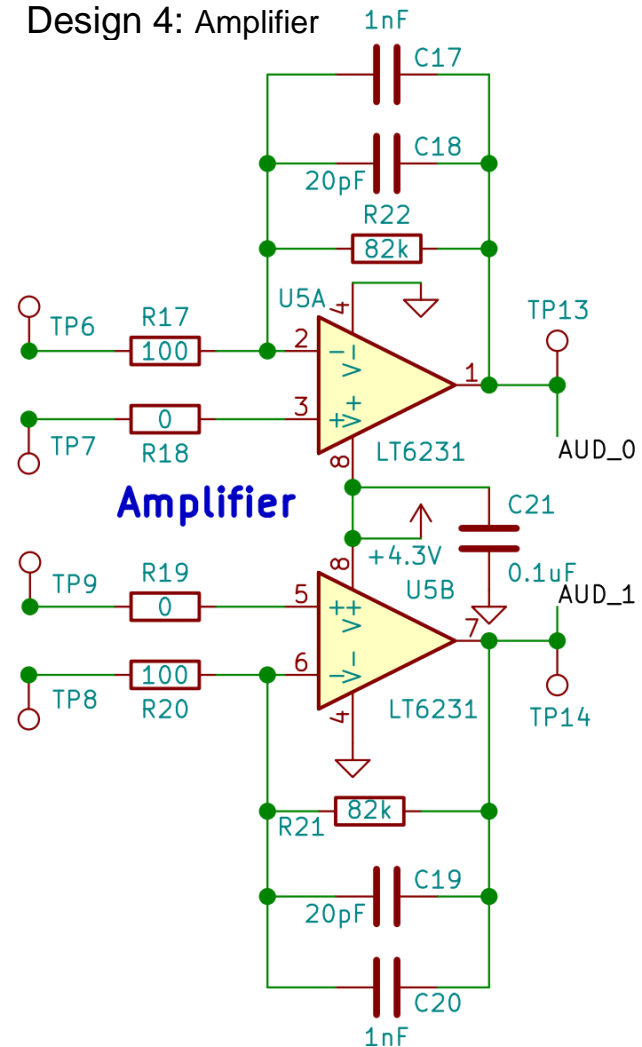 Design 4: Amplifier
1nF
C17
C18
20pF
R22
82k
U5A
4
TP6
R17
100
2
−
V−
TP13
1
TP7
0
R18
3
+
V+
8
LT6231
AUD_0
Amplifier
C21
0.1uF
+4.3V
8
U5B
TP9
R19
0
5
+
V+
AUD_1
7
TP8
100
R20
6
−
V−
4
LT6231
TP14
R21
82k
C19
20pF
C20
1nF